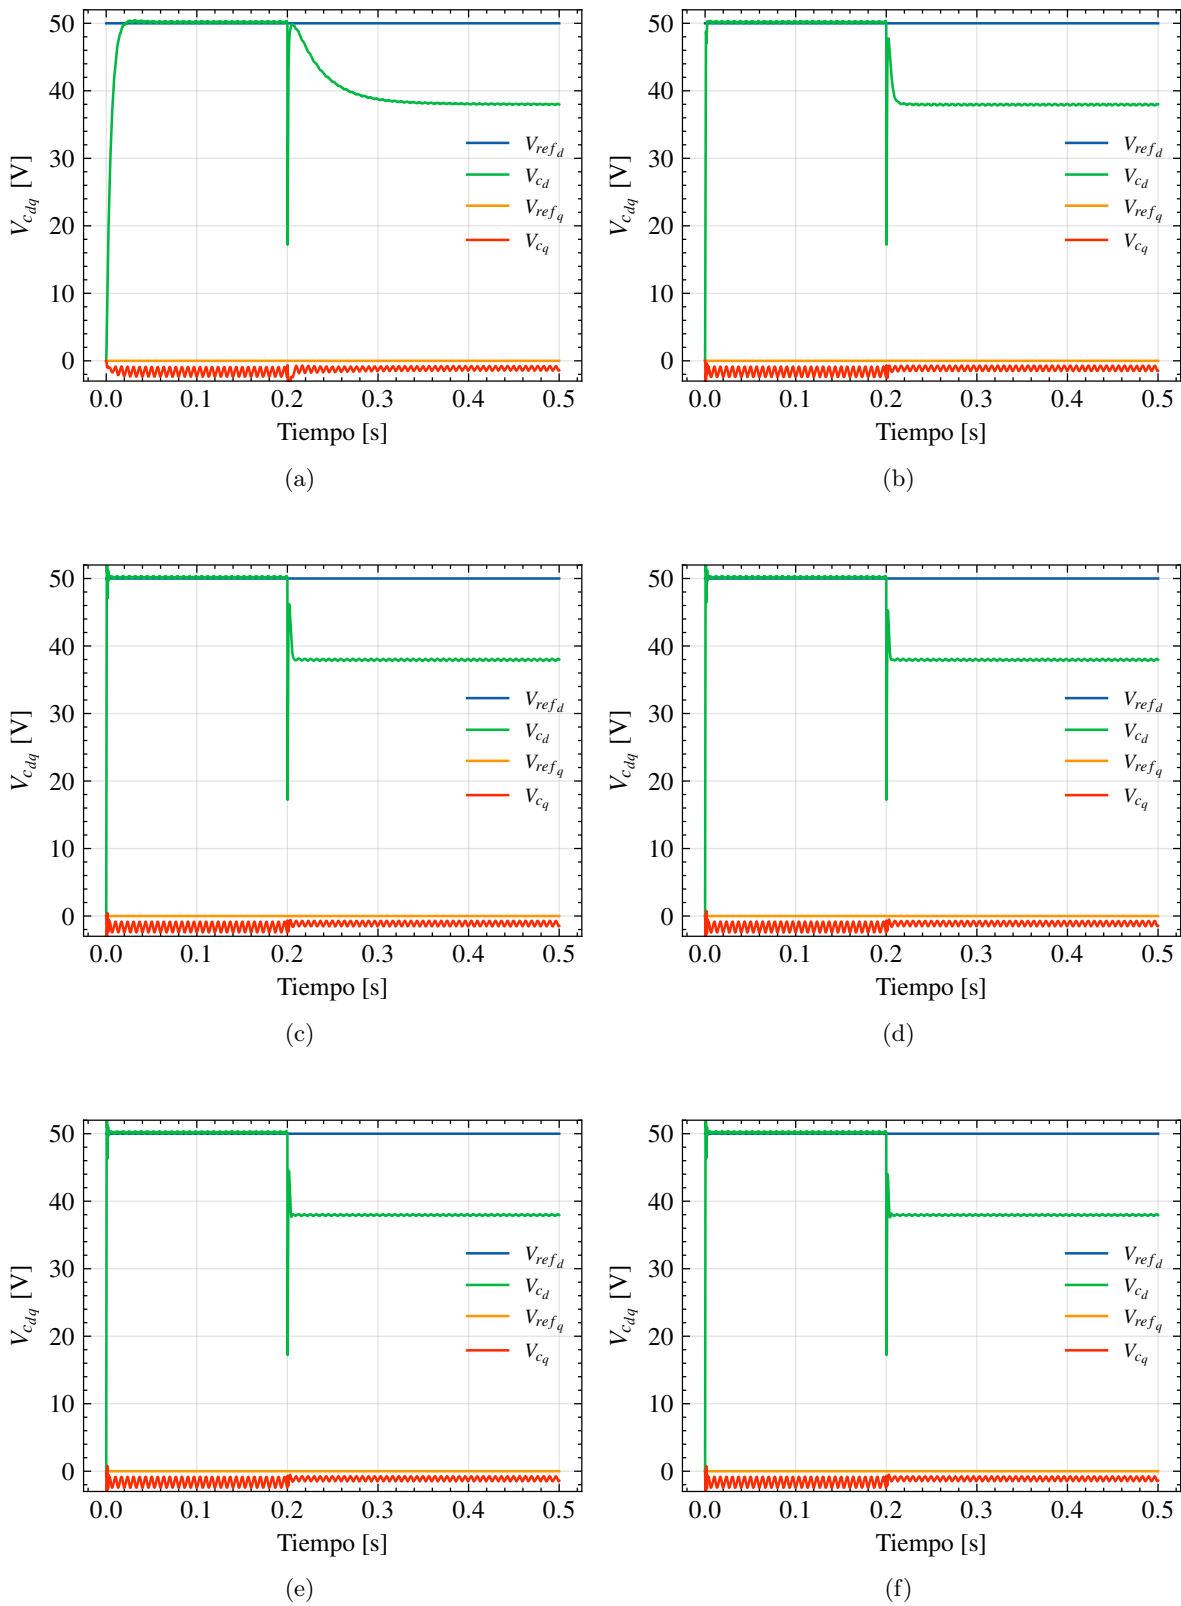 50
40
30
20
10
0
V_{c_{dq}} [V]
V_{ref_d}
V_{c_d}
V_{ref_q}
V_{c_q}
0.0 0.1 0.2 0.3 0.4 0.5
Tiempo [s]
(a)
50
40
30
20
10
0
V_{c_{dq}} [V]
V_{ref_d}
V_{c_d}
V_{ref_q}
V_{c_q}
0.0 0.1 0.2 0.3 0.4 0.5
Tiempo [s]
(b)
50
40
30
20
10
0
V_{c_{dq}} [V]
V_{ref_d}
V_{c_d}
V_{ref_q}
V_{c_q}
0.0 0.1 0.2 0.3 0.4 0.5
Tiempo [s]
(c)
50
40
30
20
10
0
V_{c_{dq}} [V]
V_{ref_d}
V_{c_d}
V_{ref_q}
V_{c_q}
0.0 0.1 0.2 0.3 0.4 0.5
Tiempo [s]
(d)
50
40
30
20
10
0
V_{c_{dq}} [V]
V_{ref_d}
V_{c_d}
V_{ref_q}
V_{c_q}
0.0 0.1 0.2 0.3 0.4 0.5
Tiempo [s]
(e)
50
40
30
20
10
0
V_{c_{dq}} [V]
V_{ref_d}
V_{c_d}
V_{ref_q}
V_{c_q}
0.0 0.1 0.2 0.3 0.4 0.5
Tiempo [s]
(f)